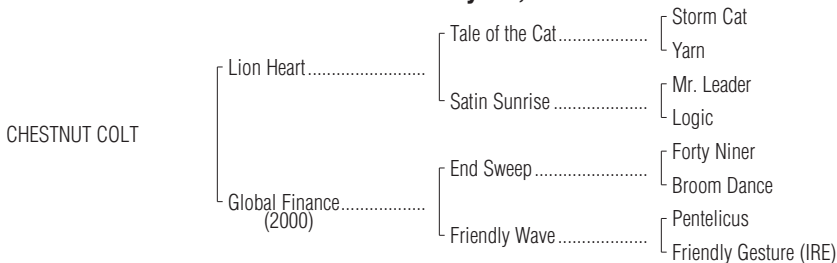 Storm Cat
Tale of the Cat...................
Yarn
Lion Heart.........................
Mr. Leader
Satin Sunrise ....................
Logic
CHESTNUT COLT
Forty Niner
End Sweep ........................
Broom Dance
Global Finance..................
(2000)
Pentelicus
Friendly Wave...................
Friendly Gesture (IRE)